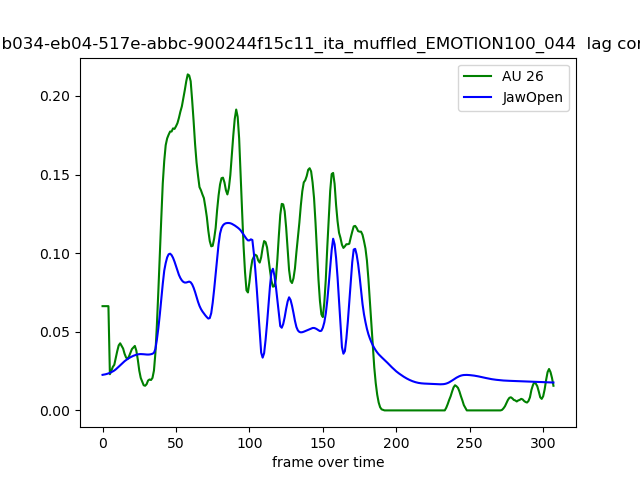 b034-eb04-517e-abbc-900244f15c11_ita_muffled_EMOTION100_044  lag cor
AU 26
JawOpen
0.20
0.15
0.10
0.05
0.00
0 50 100 150 200 250 300
frame over time